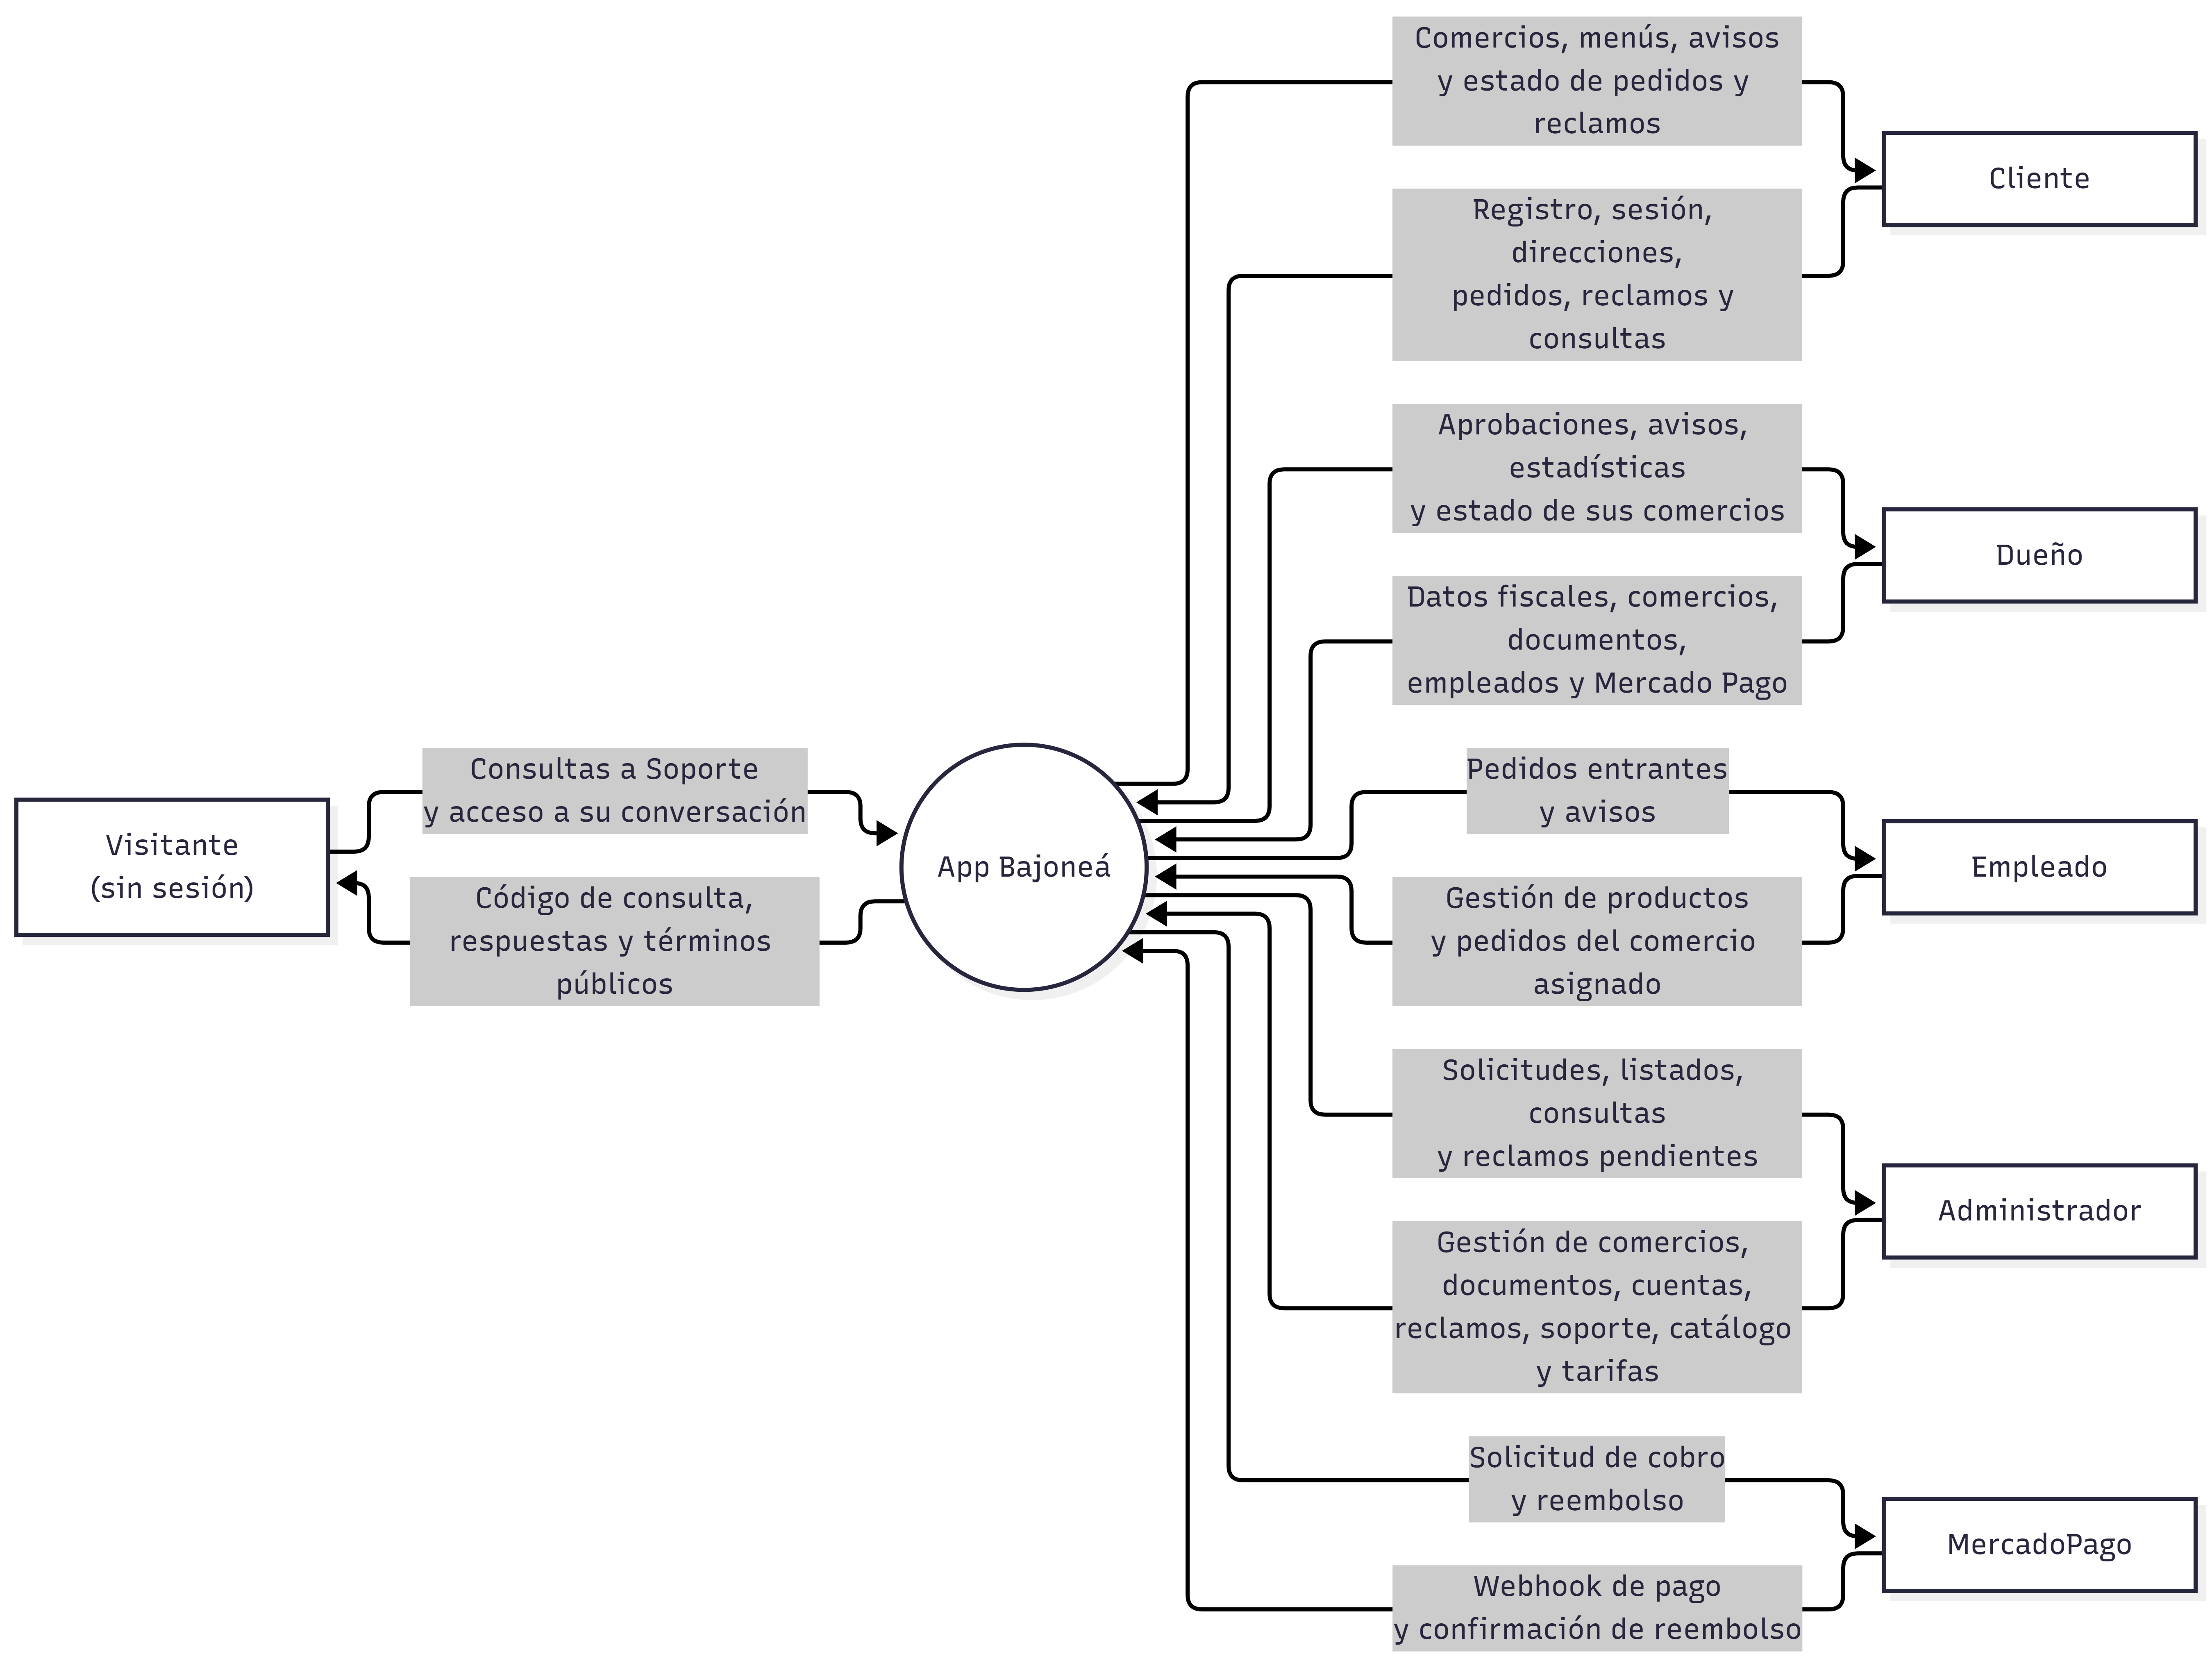 Comercios, menús, avisos
y estado de pedidos y
reclamos
Cliente
Registro, sesión,
direcciones,
pedidos, reclamos y
consultas
Aprobaciones, avisos,
estadísticas
y estado de sus comercios
Dueño
Datos fiscales, comercios,
documentos,
empleados y Mercado Pago
Consultas a Soporte
y acceso a su conversación
Visitante
(sin sesión)
Código de consulta,
respuestas y términos
públicos
App Bajoneá
Pedidos entrantes
y avisos
Empleado
Gestión de productos
y pedidos del comercio
asignado
Solicitudes, listados,
consultas
y reclamos pendientes
Administrador
Gestión de comercios,
documentos, cuentas,
reclamos, soporte, catálogo
y tarifas
Solicitud de cobro
y reembolso
MercadoPago
Webhook de pago
y confirmación de reembolso